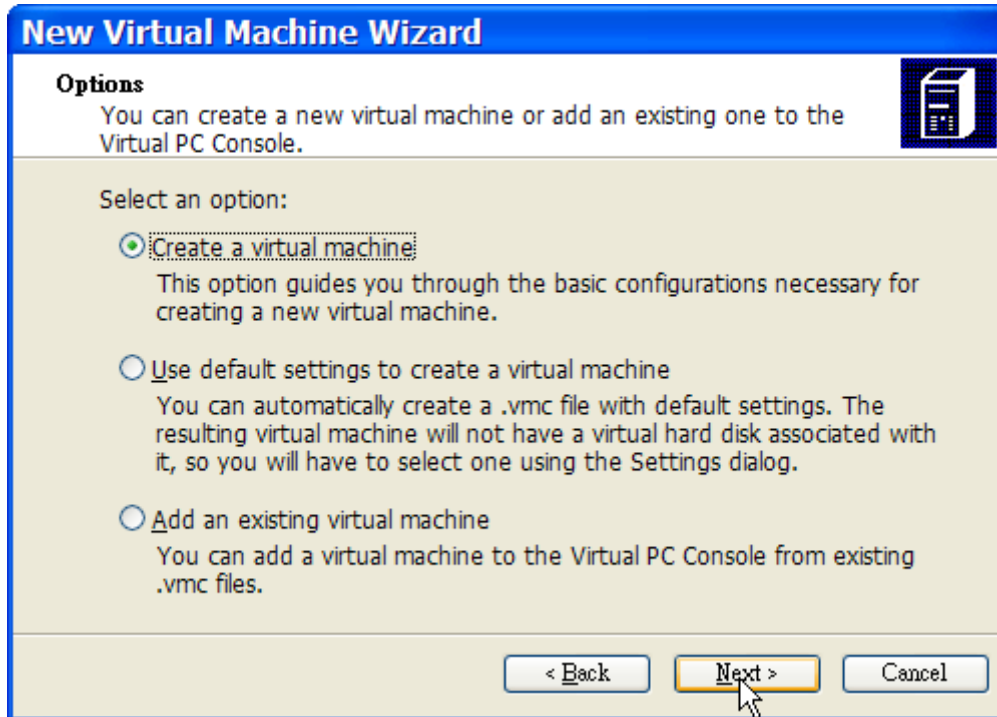 New Virtual Machine Wizard
Options
You can create a new virtual machine or add an existing one to the
Virtual PC Console.
Select an option:
Create a virtual machine
This option guides you through the basic configurations necessary for
creating a new virtual machine.
Use default settings to create a virtual machine
You can automatically create a .vmc file with default settings. The
resulting virtual machine will not have a virtual hard disk associated with
it, so you will have to select one using the Settings dialog.
Add an existing virtual machine
You can add a virtual machine to the Virtual PC Console from existing
.vmc files.
< Back Next > Cancel